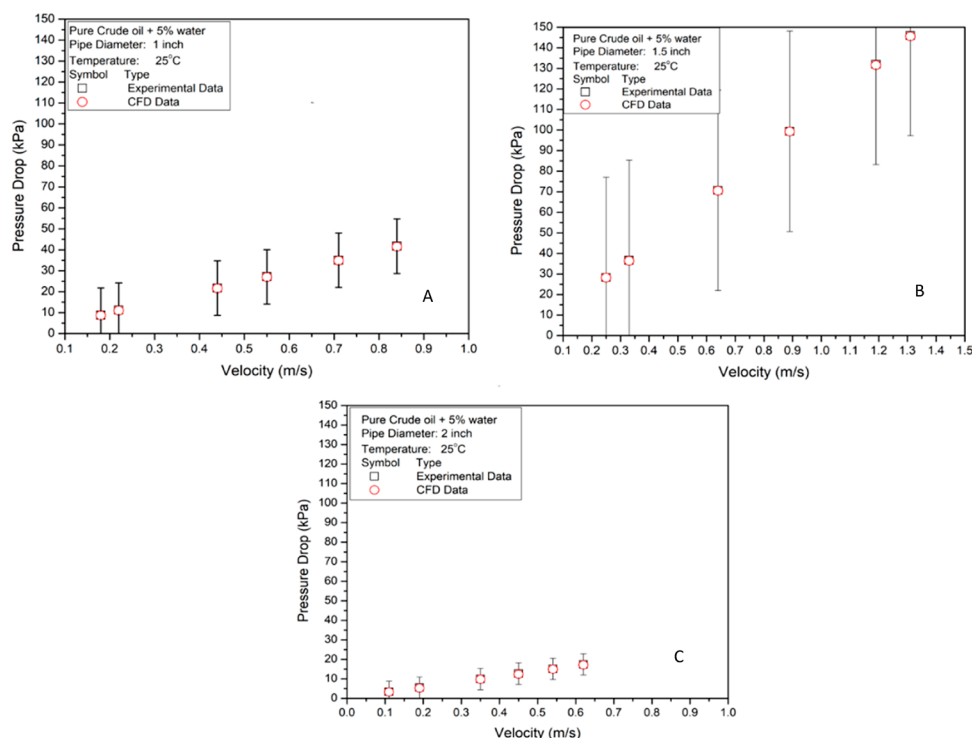 150
140
130
120
110
100
90
80
70
60
50
40
30
20
10
0
Pressure Drop (kPa)
Pure Crude oil + 5% water
Pipe Diameter: 1 inch
Temperature: 25°C
Symbol Type
Experimental Data
CFD Data
A
0.1 0.2 0.3 0.4 0.5 0.6 0.7 0.8 0.9 1.0
Velocity (m/s)
150
140
130
120
110
100
90
80
70
60
50
40
30
20
10
0
Pressure Drop (kPa)
Pure Crude oil + 5% water
Pipe Diameter: 1.5 inch
Temperature: 25°C
Symbol Type
Experimental Data
CFD Data
B
0.1 0.2 0.3 0.4 0.5 0.6 0.7 0.8 0.9 1.0 1.1 1.2 1.3 1.4 1.5
Velocity (m/s)
150
140
130
120
110
100
90
80
70
60
50
40
30
20
10
0
Pressure Drop (kPa)
Pure Crude oil + 5% water
Pipe Diameter: 2 inch
Temperature: 25°C
Symbol Type
Experimental Data
CFD Data
C
0.0 0.1 0.2 0.3 0.4 0.5 0.6 0.7 0.8 0.9 1.0
Velocity (m/s)